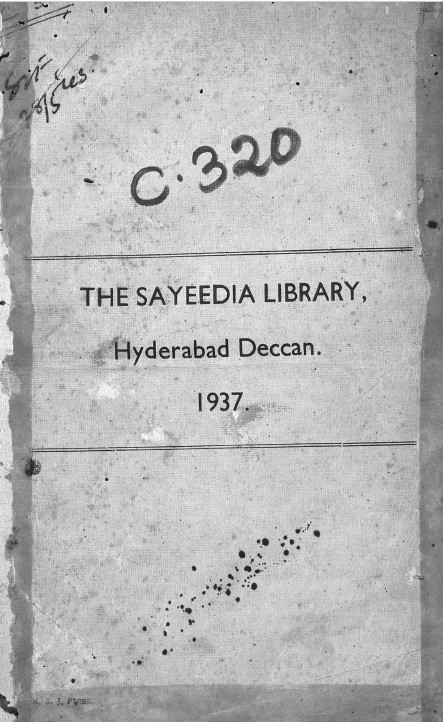 C. 320
THE SAYEEDIA LIBRARY,
Hyderabad Deccan.
1937.